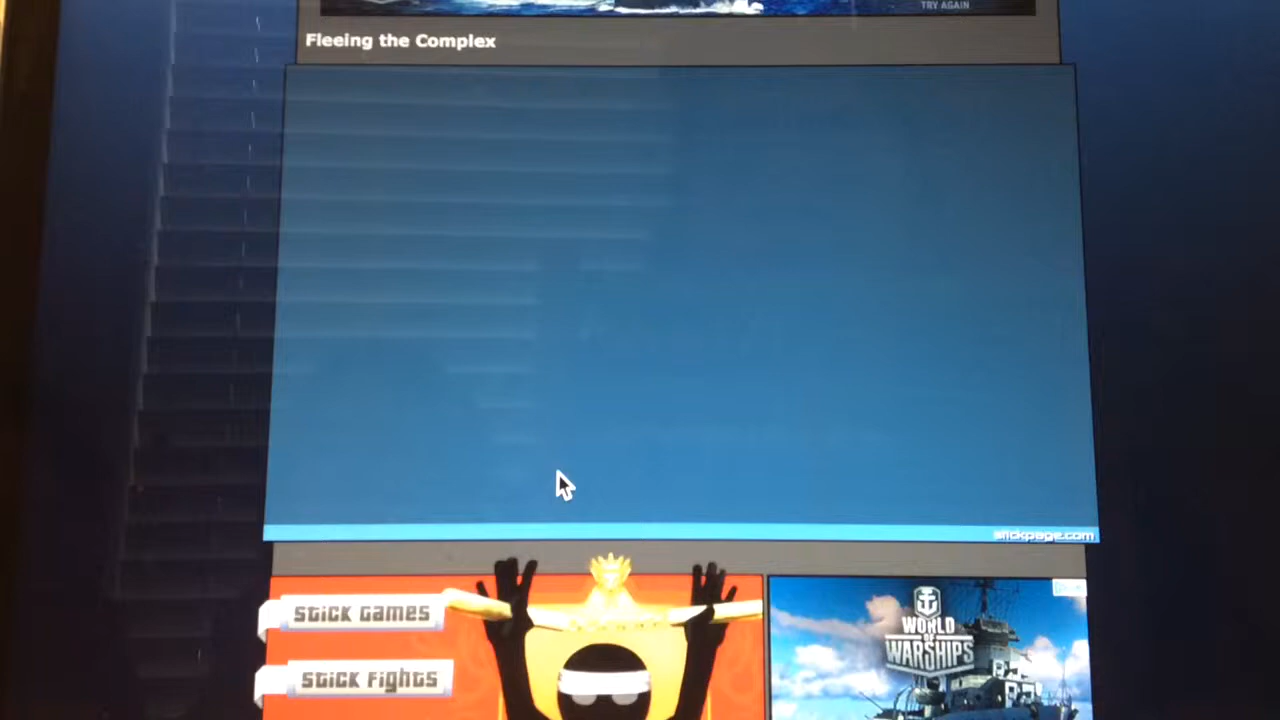 TRY AGAIN
Fleeing the Complex
stickpage.com
STICK GAMES
STICK FIGHTS
WORLD
OF
WARSHIPS